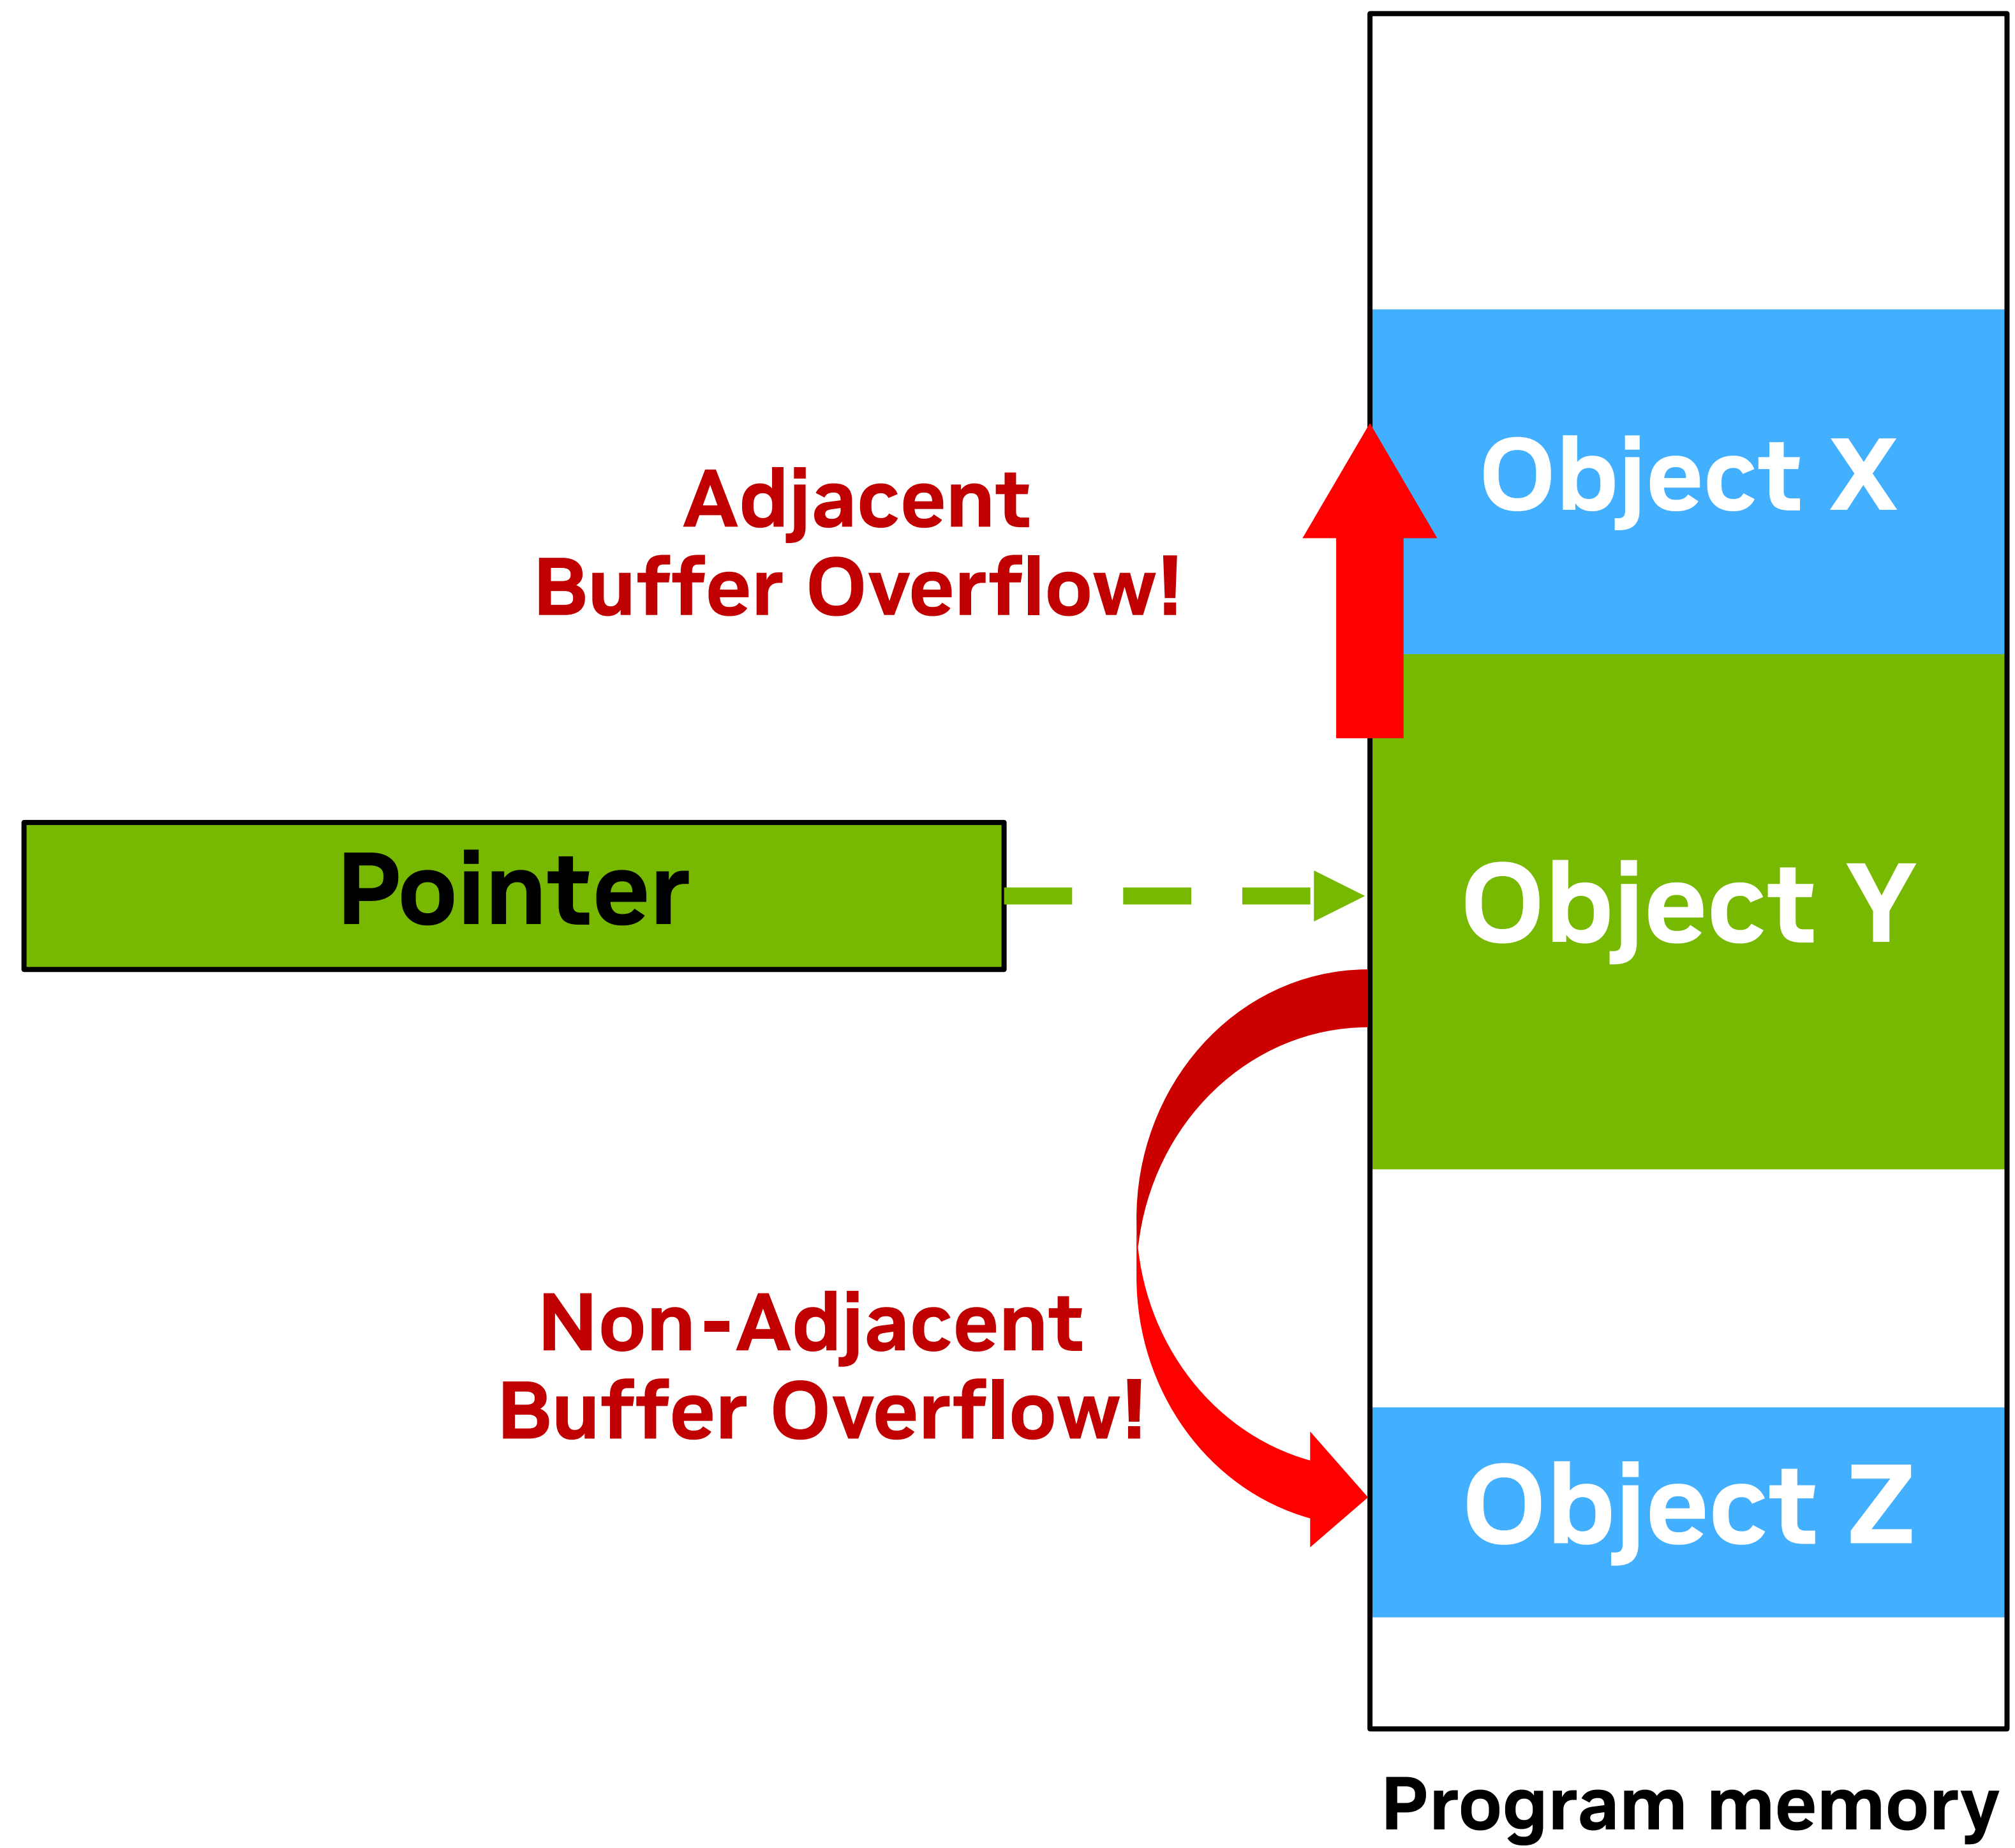 Object X
Adjacent
Buffer Overflow!
Pointer
Object Y
Non-Adjacent
Buffer Overflow!
Object Z
Program memory